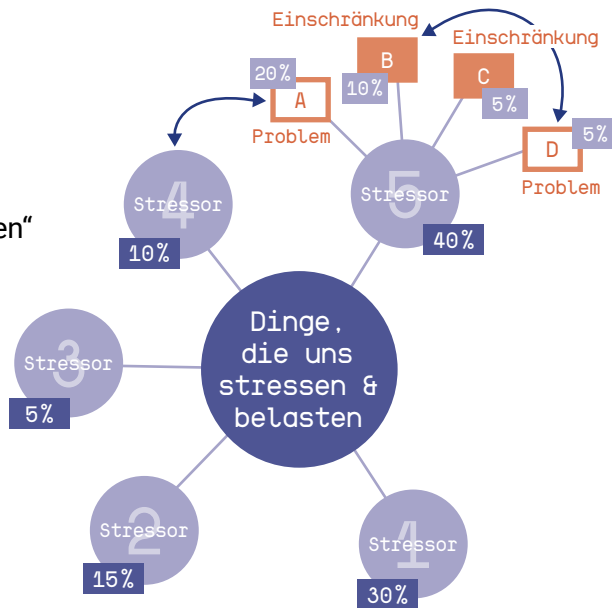 Einschränkung
B
10%
Einschränkung
C
5%
20%
A
Problem
5%
D
Problem
4
Stressor
10%
5
Stressor
40%
en“
Dinge,
die uns
stressen &
belasten
3
Stressor
5%
2
Stressor
15%
1
Stressor
30%